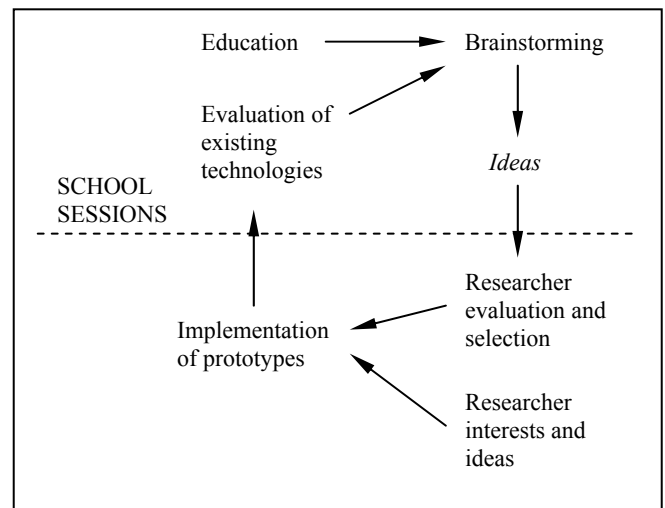 Education
Brainstorming
Evaluation of
existing
technologies
Ideas
SCHOOL
SESSIONS
Researcher
evaluation and
selection
Implementation
of prototypes
Researcher
interests and
ideas